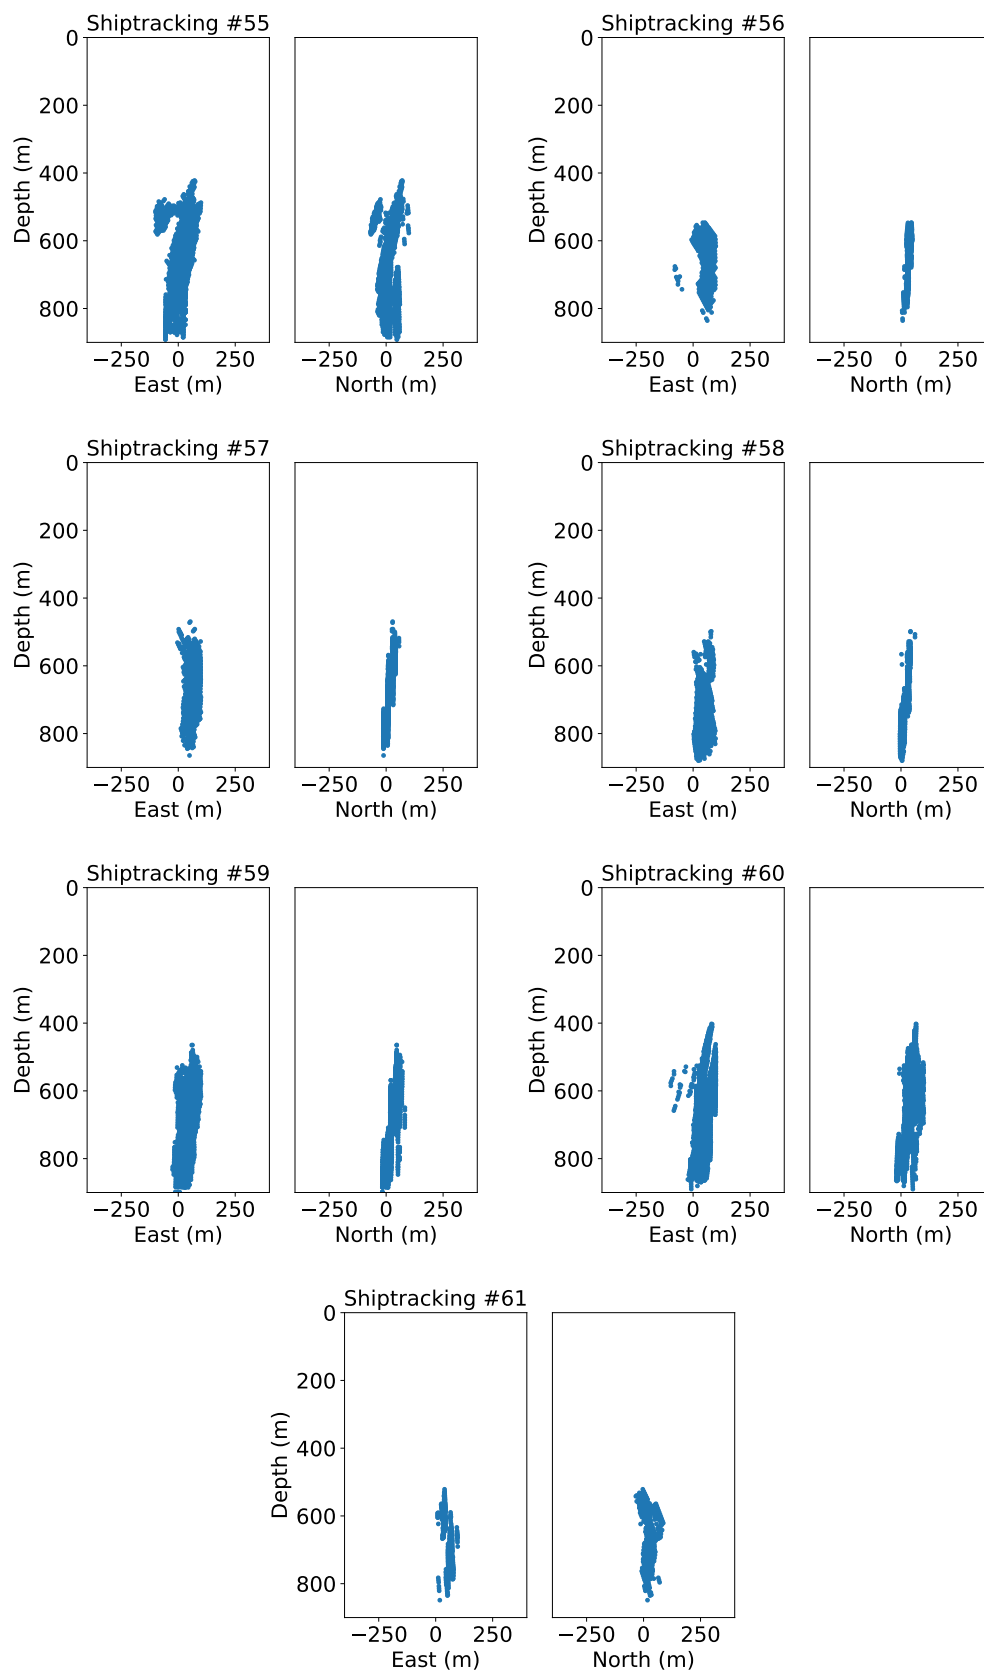 Shiptracking #55
0
200
400
600
800
Depth (m)
−250 0 250
East (m)
−250 0 250
North (m)
Shiptracking #56
0
200
400
600
800
Depth (m)
−250 0 250
East (m)
−250 0 250
North (m)
Shiptracking #57
0
200
400
600
800
Depth (m)
−250 0 250
East (m)
−250 0 250
North (m)
Shiptracking #58
0
200
400
600
800
Depth (m)
−250 0 250
East (m)
−250 0 250
North (m)
Shiptracking #59
0
200
400
600
800
Depth (m)
−250 0 250
East (m)
−250 0 250
North (m)
Shiptracking #60
0
200
400
600
800
Depth (m)
−250 0 250
East (m)
−250 0 250
North (m)
Shiptracking #61
0
200
400
600
800
Depth (m)
−250 0 250
East (m)
−250 0 250
North (m)